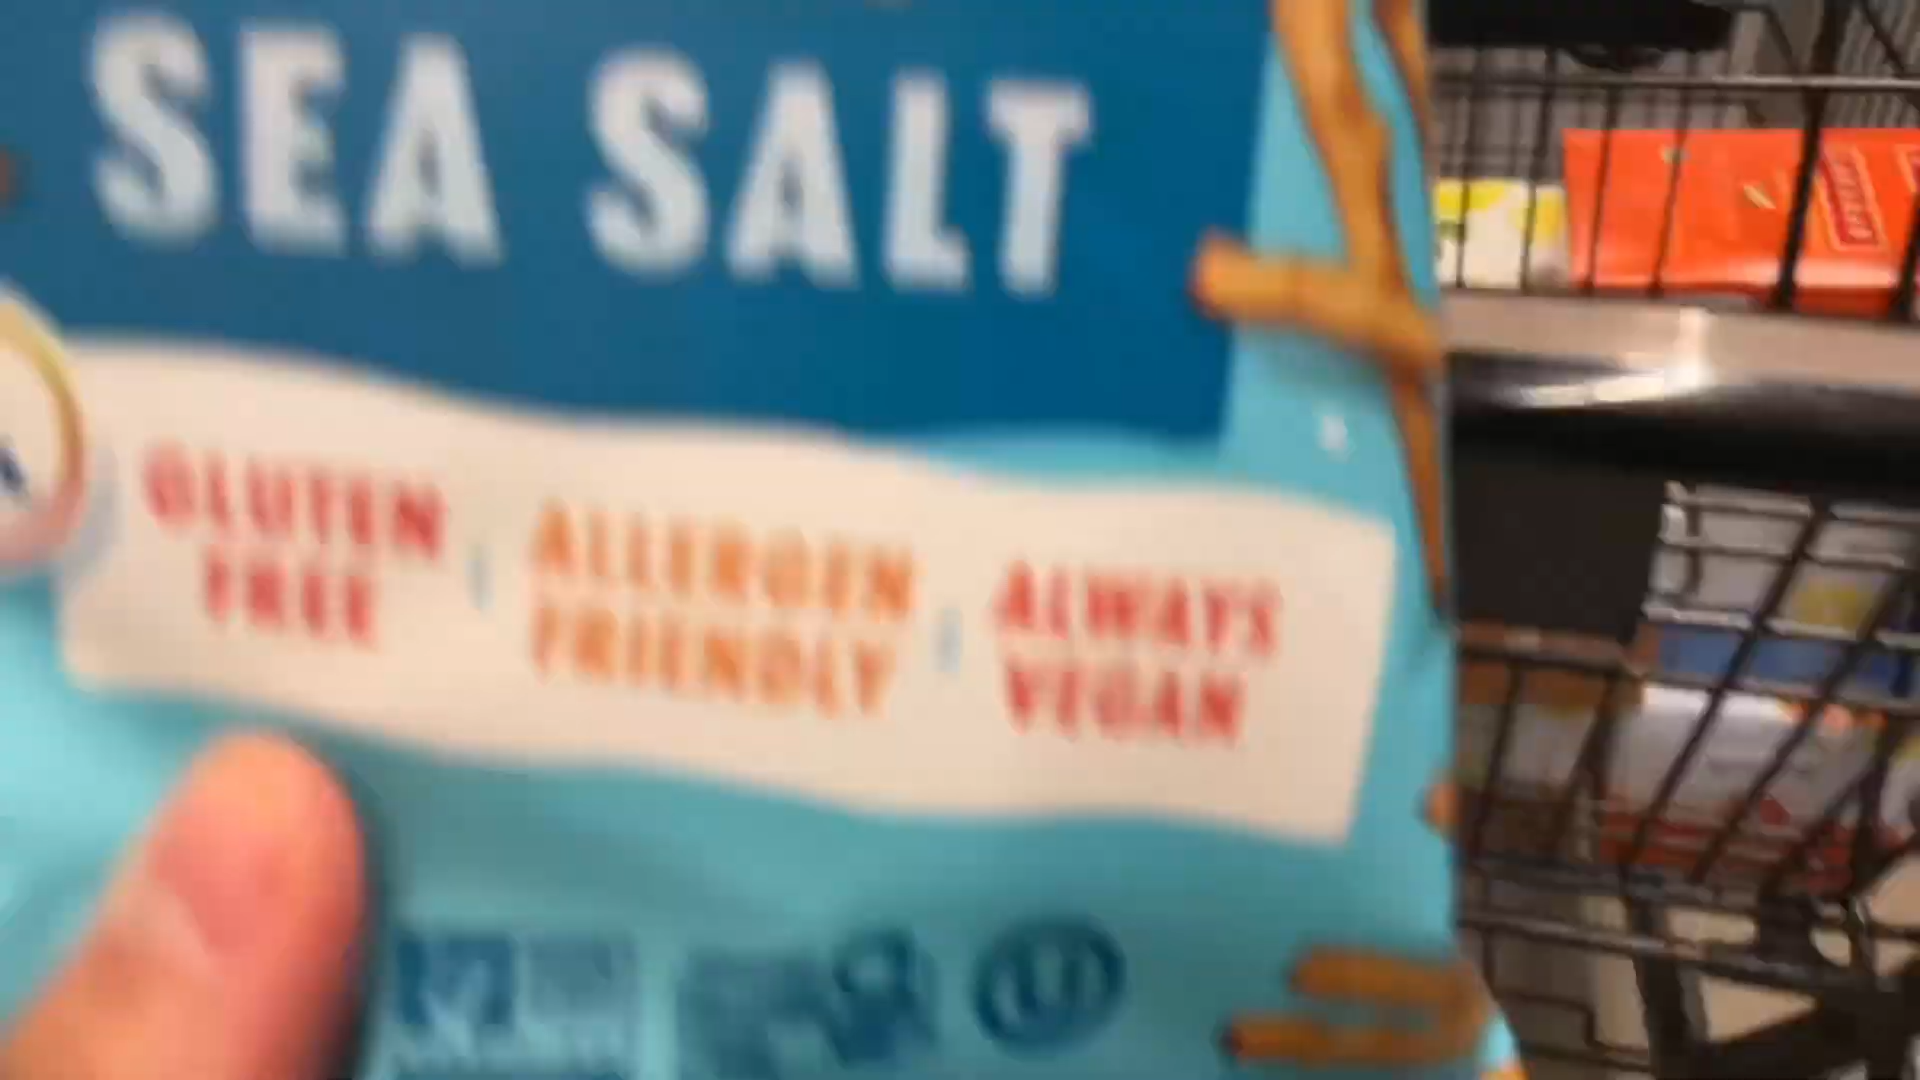 SEA SALT
GLUTEN
FREE
ALLERGEN
FRIENDLY
ALWAYS
VEGAN